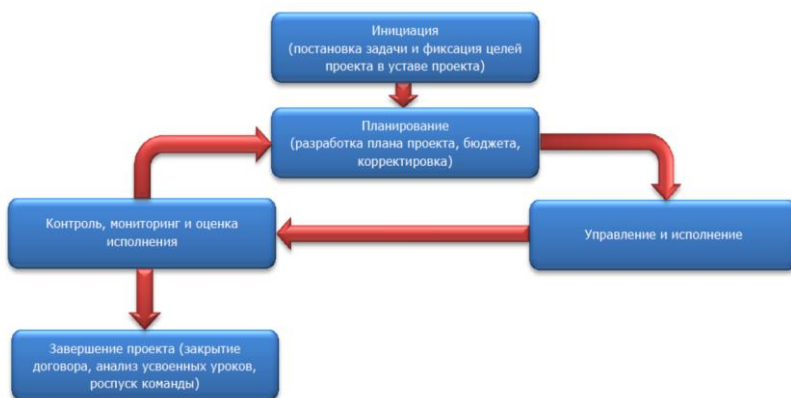 Инициация
(постановка задачи и фиксация целей
проекта в уставе проекта)
Планирование
(разработка плана проекта, бюджета,
корректировка)
Контроль, мониторинг и оценка
исполнения
Управление и исполнение
Завершение проекта (закрытие
договора, анализ усвоенных уроков,
роспуск команды)